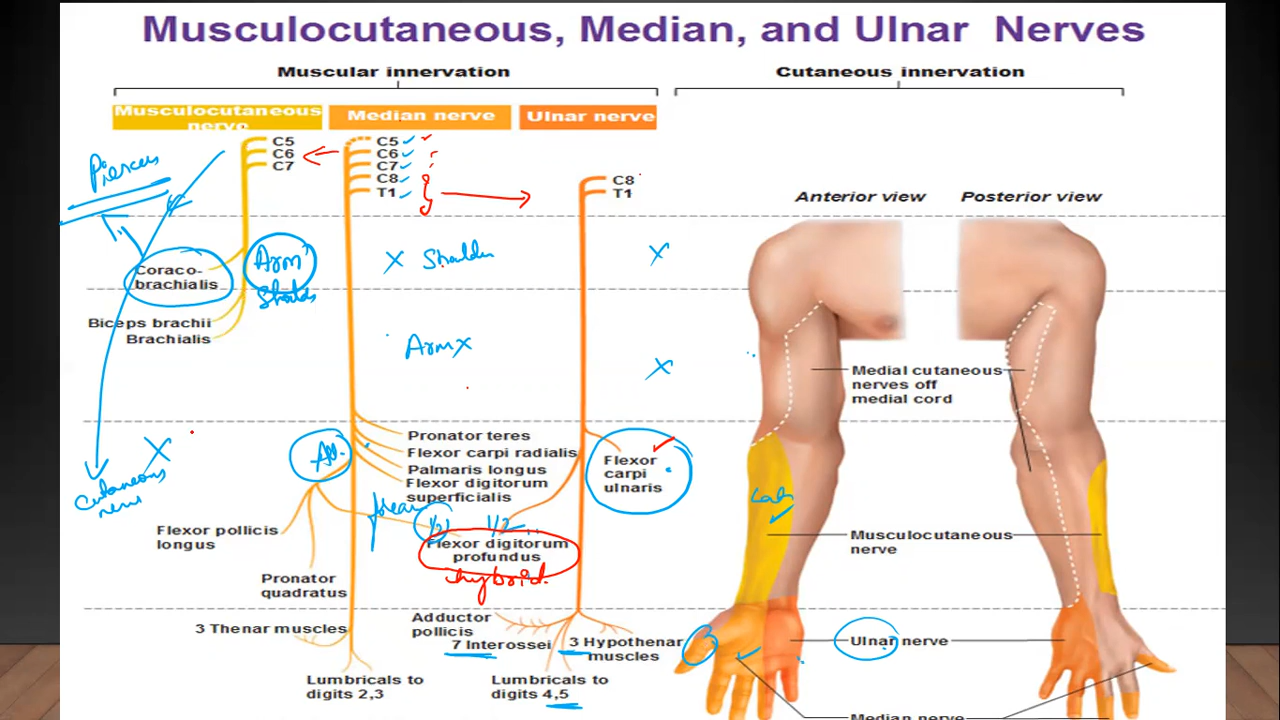 Musculocutaneous, Median, and Ulnar Nerves
Muscular innervation
Cutaneous innervation
Musculocutaneous
nerve
Median nerve
Ulnar nerve
C5
C6
C7
C5
C6
C7
C8
T1
C8
T1
Pierces
Anterior view
Posterior view
Coraco-
brachialis
Arm
X
X
Biceps brachii
Brachialis
Arm X
X
Medial cutaneous
nerves off
medial cord
Pronator teres
Flexor carpi radialis
Palmaris longus
Flexor digitorum
superficialis
Flexor
carpi
ulnaris
X
Cutaneous
nerve
Flexor pollicis
longus
1/2
1/2
Flexor digitorum
profundus
hybrid
Musculocutaneous
nerve
Pronator
quadratus
3 Thenar muscles
Adductor
pollicis
7 Interossei
3 Hypothenar
muscles
Ulnar nerve
Lumbricals to
digits 2,3
Lumbricals to
digits 4,5
Median nerve